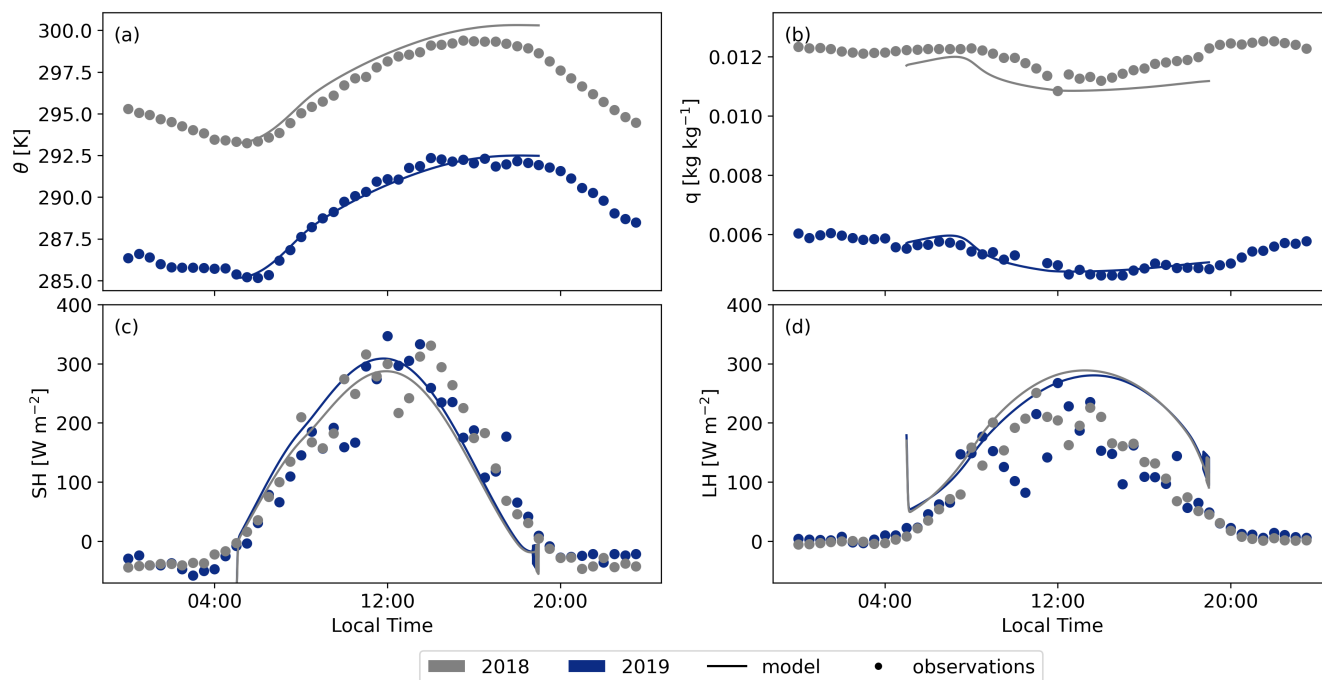 (a)
300.0
297.5
295.0
292.5
290.0
287.5
285.0
θ [K]
(b)
0.012
0.010
0.008
0.006
q [kg kg⁻¹]
(c)
400
300
200
100
0
SH [W m⁻²]
04:00
12:00
20:00
Local Time
(d)
400
300
200
100
0
LH [W m⁻²]
04:00
12:00
20:00
Local Time
2018 2019 model observations